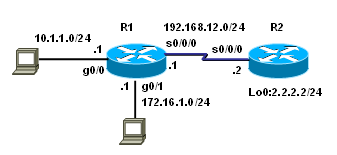 R1
192.168.12.0/24
R2
10.1.1.0/24
s0/0/0
s0/0/0
.1
g0/0
.1
.2
.1
g0/1
Lo0:2.2.2.2/24
172.16.1.0/24